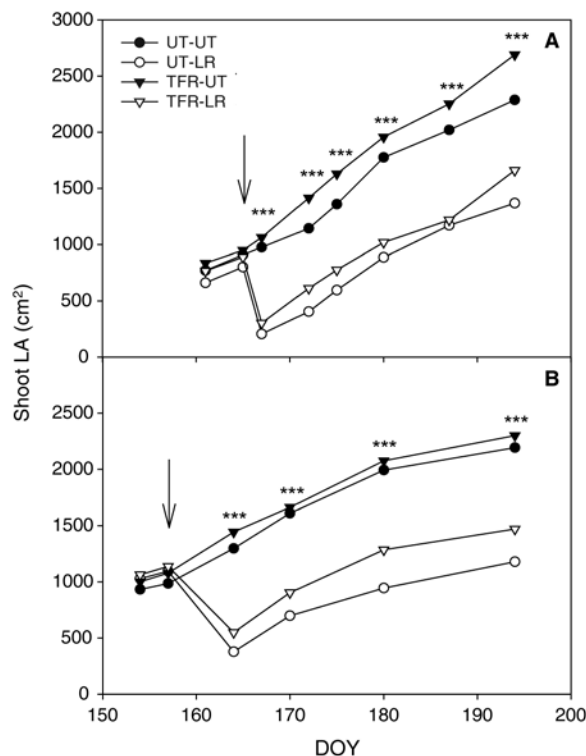 3000
A
UT-UT
UT-LR
TFR-UT
TFR-LR
2500
2000
1500
1000
500
0
*** *** *** *** *** *** ***
Shoot LA (cm²)
B
2500
2000
1500
1000
500
0
*** *** *** ***
150 160 170 180 190 200
DOY